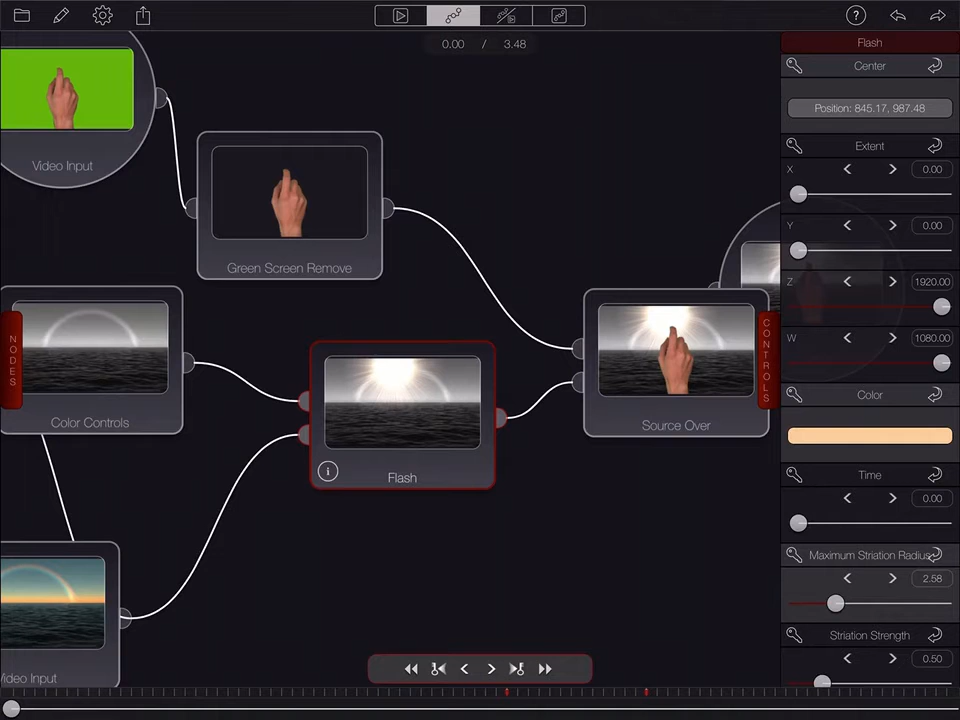 ?
0.00 / 3.48
Flash
Center
Position: 845.17, 987.48
Extent
X
0.00
Y
0.00
Z
1920.00
W
1080.00
Color
Time
0.00
Maximum Striation Radius
2.58
Striation Strength
0.50
Video Input
Green Screen Remove
NODES
Color Controls
Flash
i
Source Over
CONTROLS
Video Input